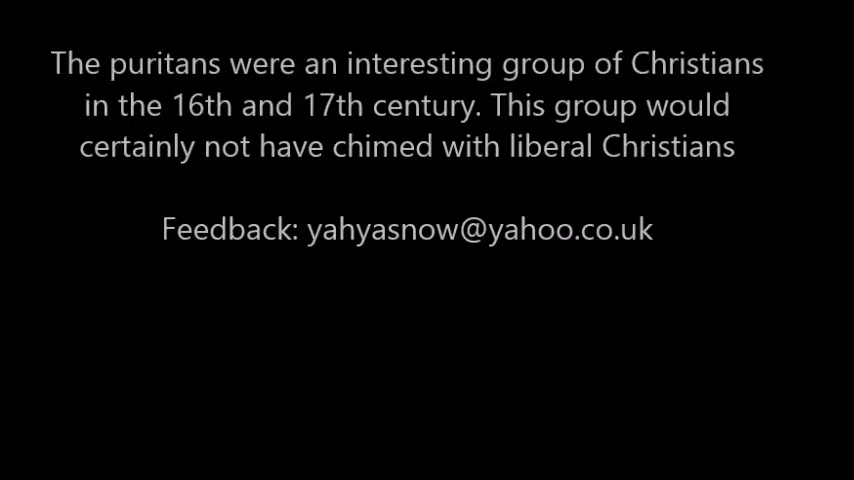 The puritans were an interesting group of Christians
in the 16th and 17th century. This group would
certainly not have chimed with liberal Christians
Feedback: yahyasnow@yahoo.co.uk